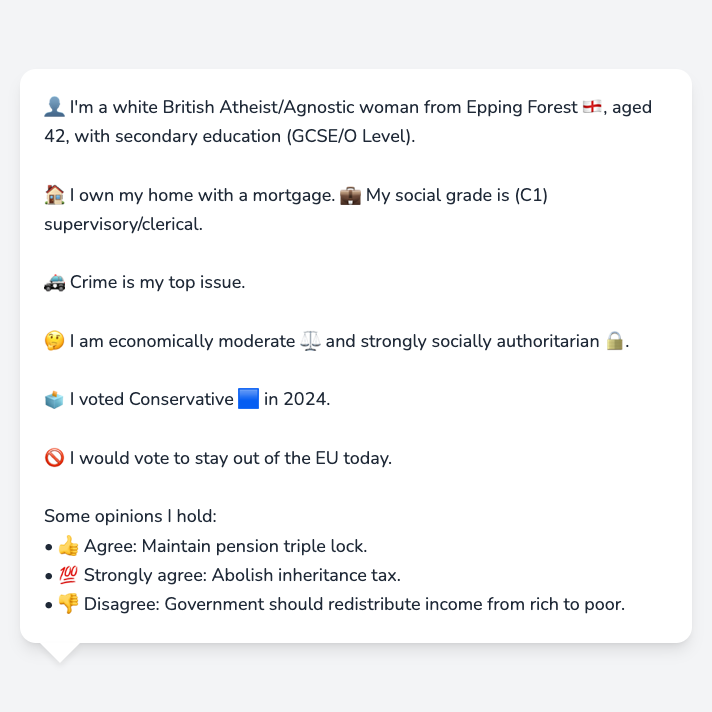 👤 I'm a white British Atheist/Agnostic woman from Epping Forest 🏴󠁧󠁢󠁥󠁮󠁧󠁿, aged
42, with secondary education (GCSE/O Level).
🏠 I own my home with a mortgage. 💼 My social grade is (C1)
supervisory/clerical.
🚓 Crime is my top issue.
🤔 I am economically moderate ⚖️ and strongly socially authoritarian 🔒.
🗳️ I voted Conservative 🟦 in 2024.
🚫 I would vote to stay out of the EU today.
Some opinions I hold:
• 👍 Agree: Maintain pension triple lock.
• 💯 Strongly agree: Abolish inheritance tax.
• 👎 Disagree: Government should redistribute income from rich to poor.